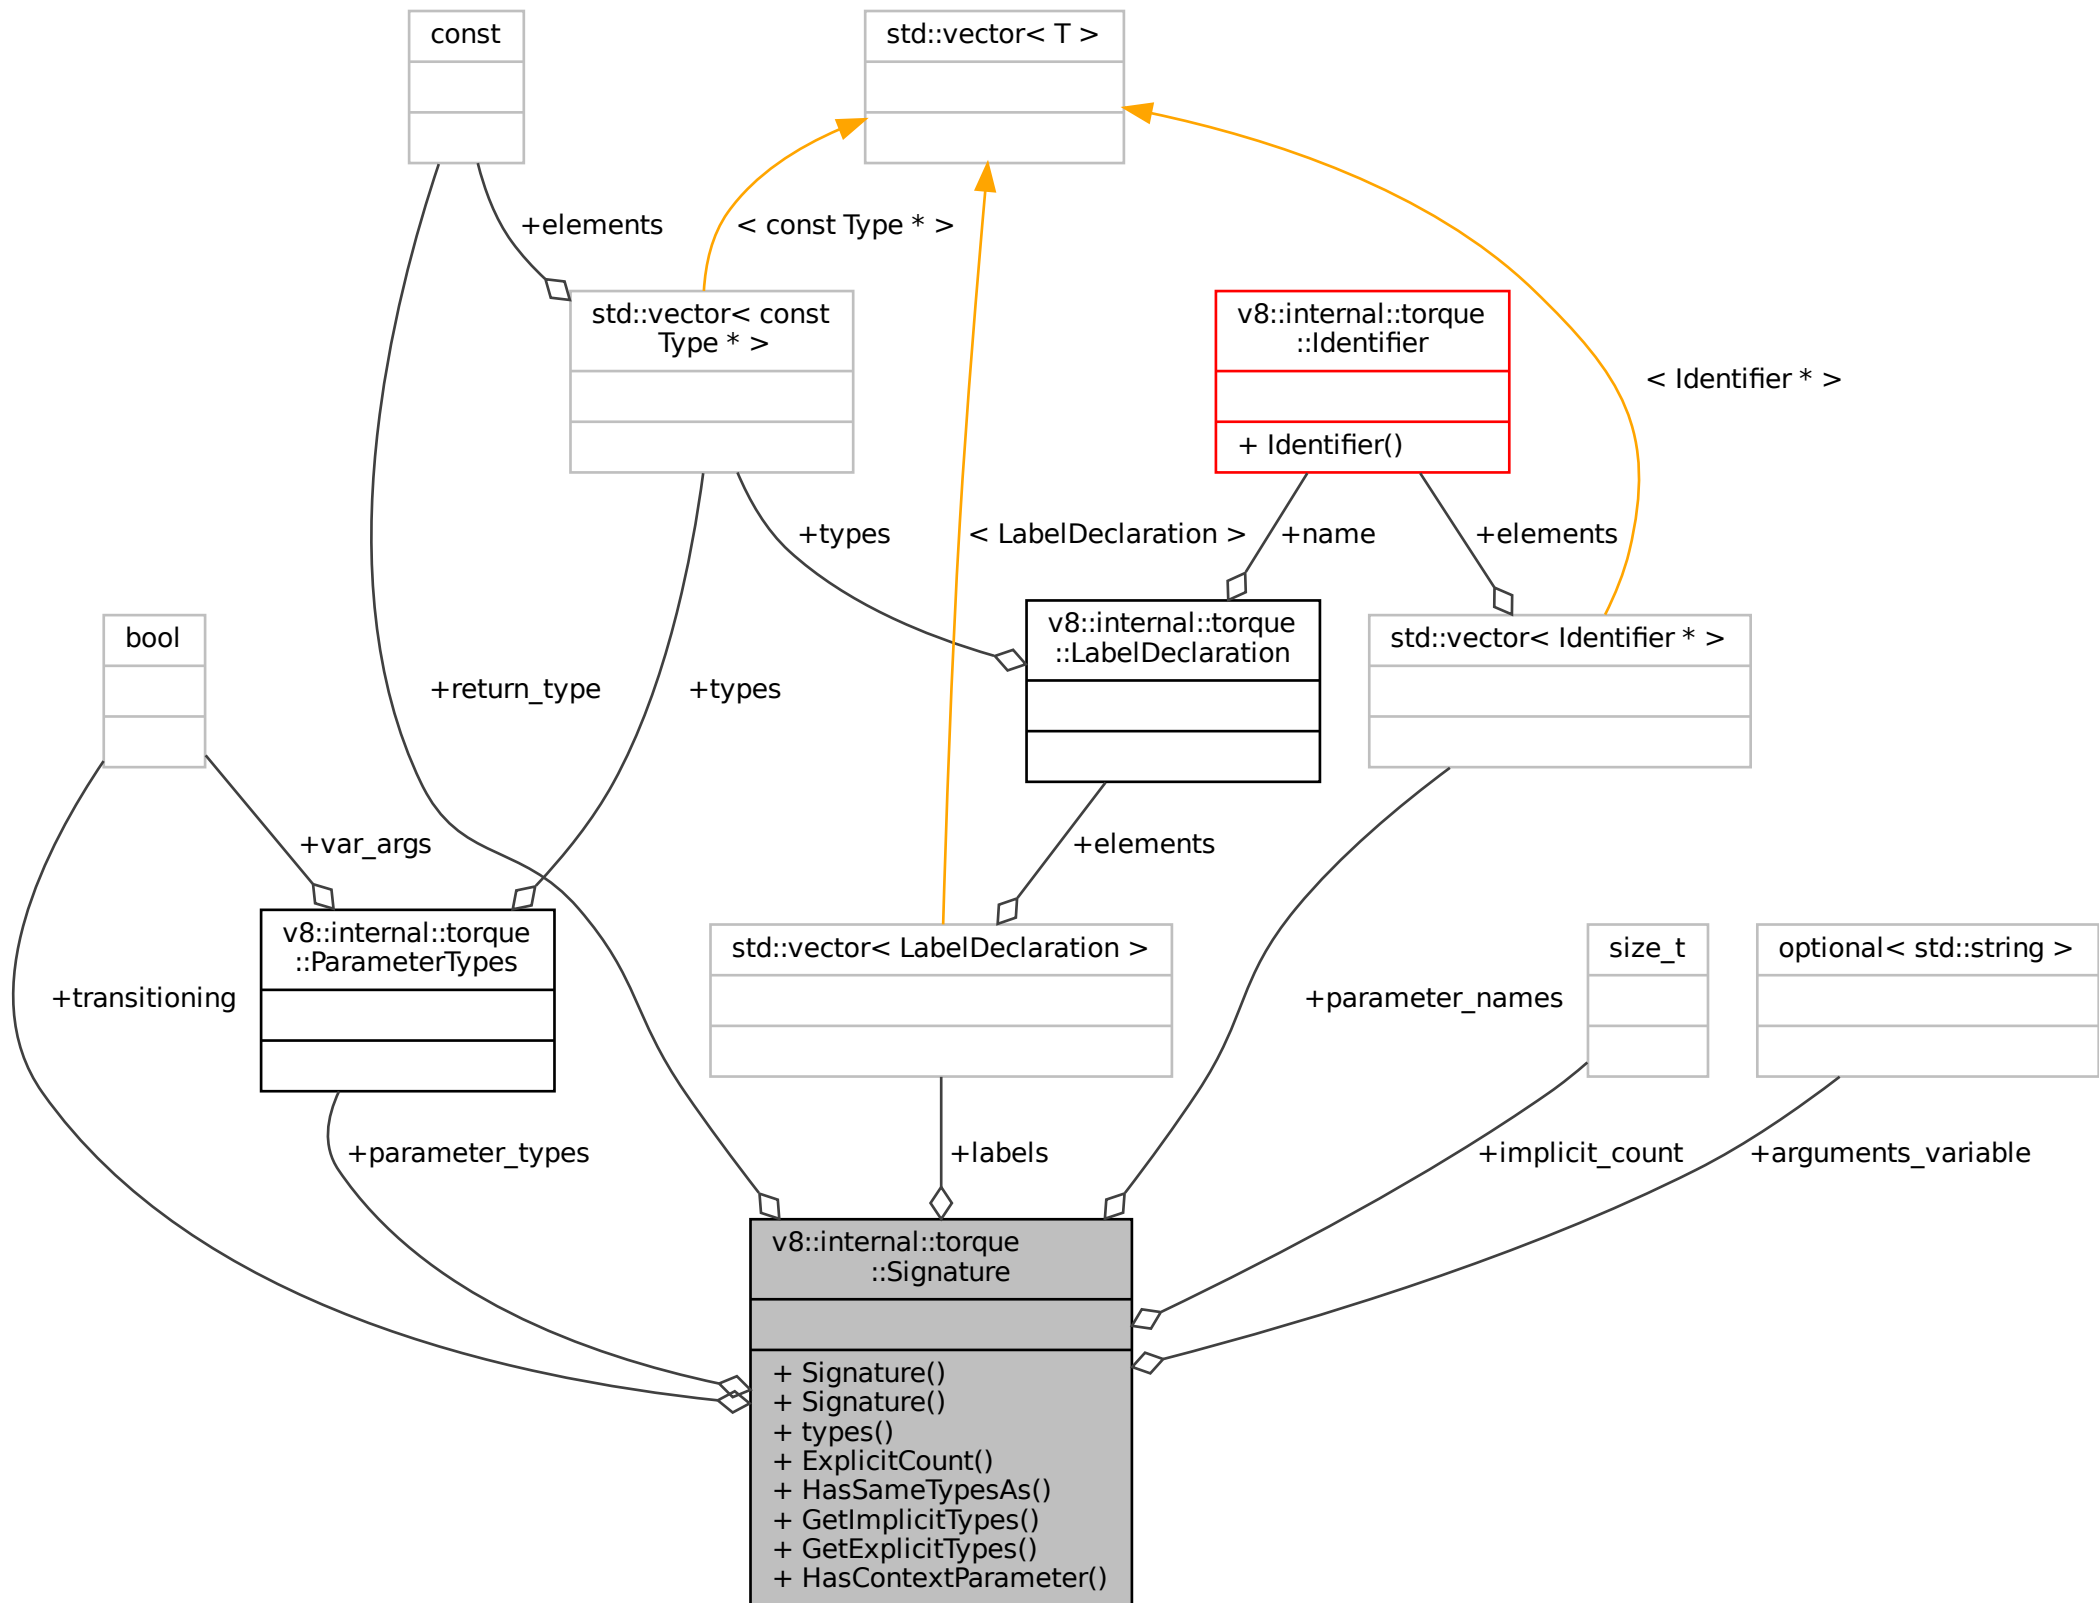 const
std::vector< T >
+elements
< const Type * >
std::vector< const
Type * >
v8::internal::torque
::Identifier
+ Identifier()
< Identifier * >
+types
< LabelDeclaration >
+name
+elements
bool
v8::internal::torque
::LabelDeclaration
std::vector< Identifier * >
+return_type
+types
+var_args
+elements
v8::internal::torque
::ParameterTypes
std::vector< LabelDeclaration >
size_t
optional< std::string >
+transitioning
+parameter_names
+parameter_types
+labels
+implicit_count
+arguments_variable
v8::internal::torque
::Signature
+ Signature()
+ Signature()
+ types()
+ ExplicitCount()
+ HasSameTypesAs()
+ GetImplicitTypes()
+ GetExplicitTypes()
+ HasContextParameter()